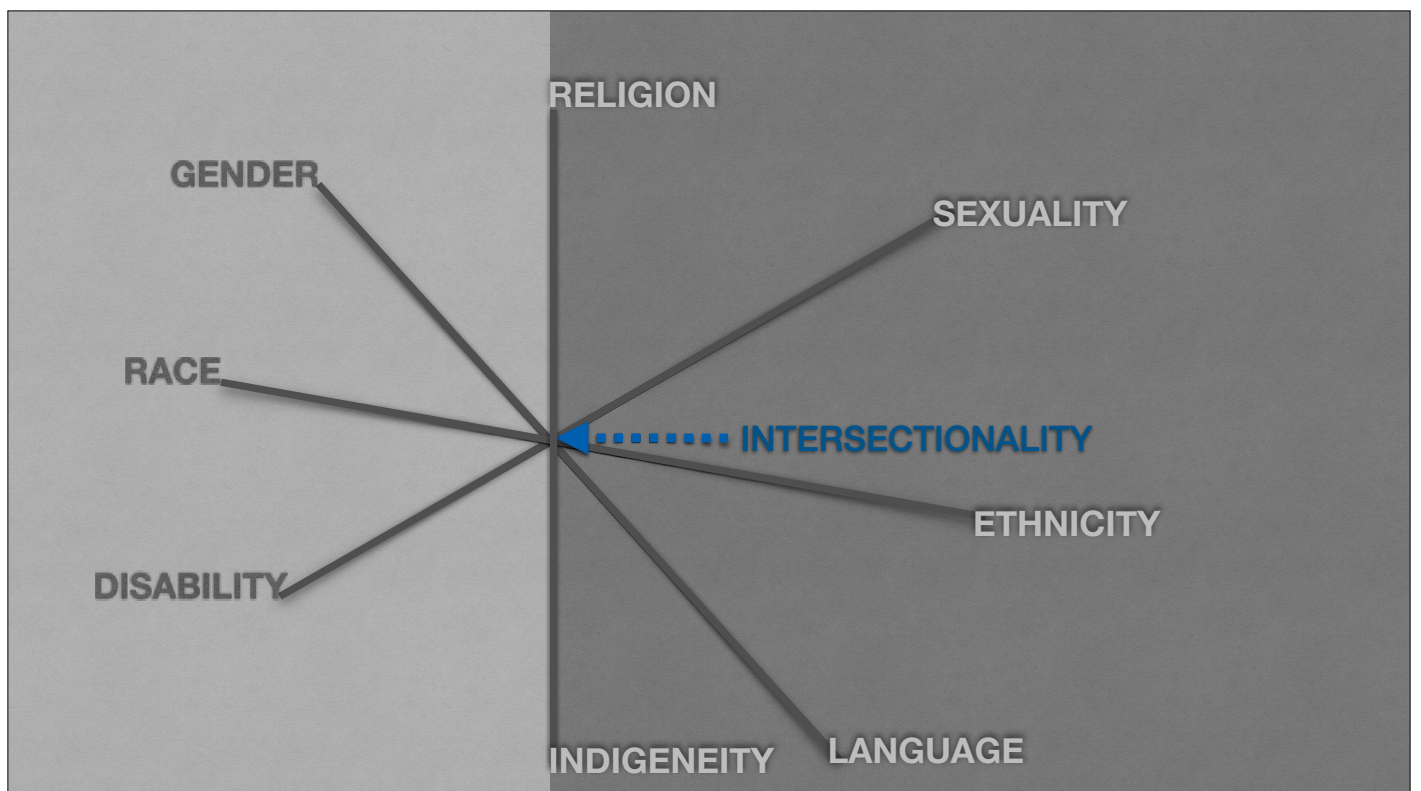 RELIGION
GENDER
SEXUALITY
RACE
INTERSECTIONALITY
ETHNICITY
DISABILITY
LANGUAGE
INDIGENEITY